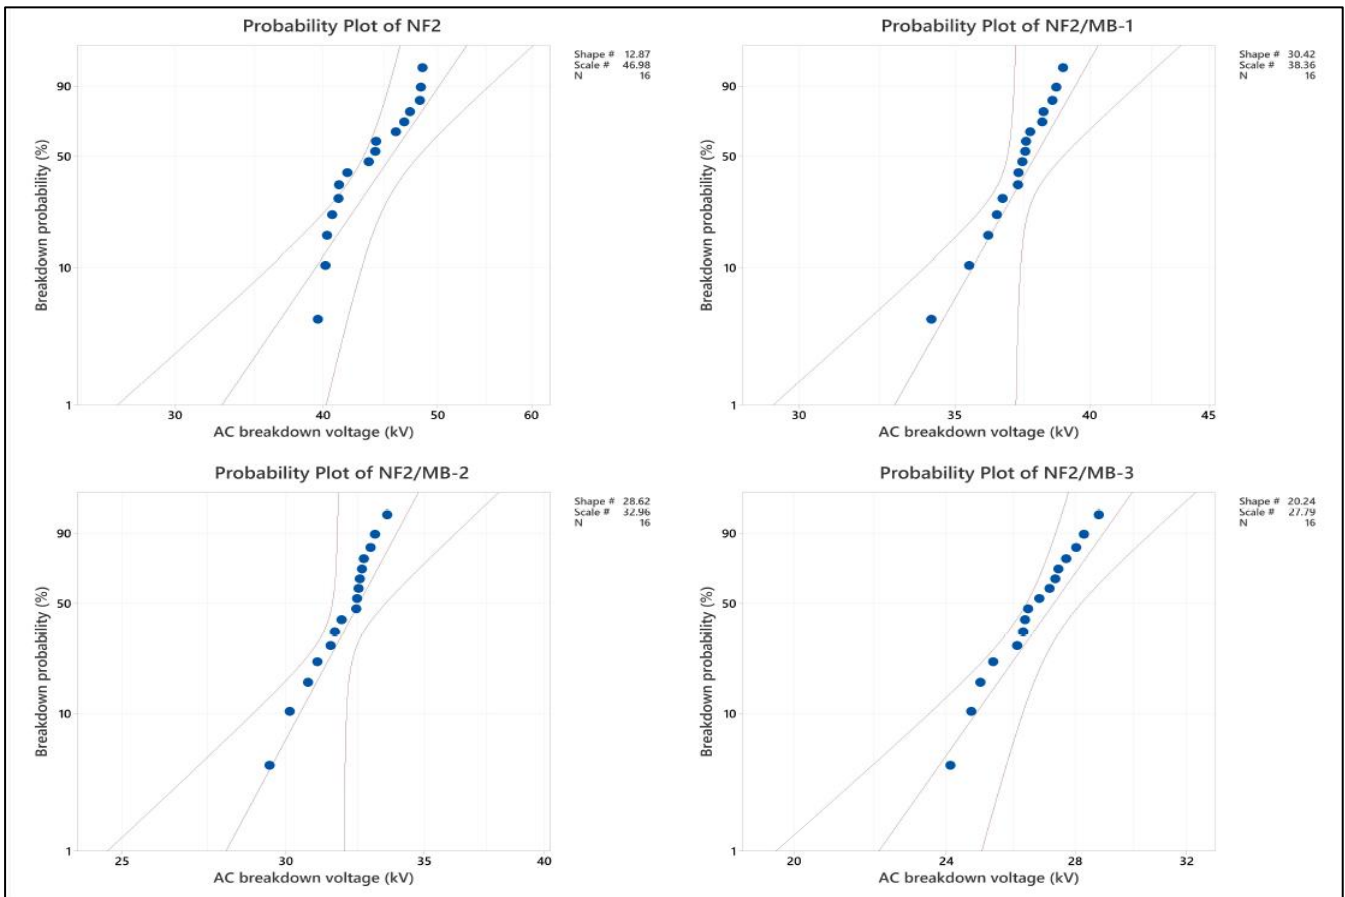 Probability Plot of NF2
Shape # 12.87
Scale # 46.98
N 16
90
50
10
1
Breakdown probability (%)
30 40 50 60
AC breakdown voltage (kV)
Probability Plot of NF2/MB-1
Shape # 30.42
Scale # 38.36
N 16
90
50
10
1
Breakdown probability (%)
30 35 40 45
AC breakdown voltage (kV)
Probability Plot of NF2/MB-2
Shape # 28.62
Scale # 32.96
N 16
90
50
10
1
Breakdown probability (%)
25 30 35 40
AC breakdown voltage (kV)
Probability Plot of NF2/MB-3
Shape # 20.24
Scale # 27.79
N 16
90
50
10
1
Breakdown probability (%)
20 24 28 32
AC breakdown voltage (kV)